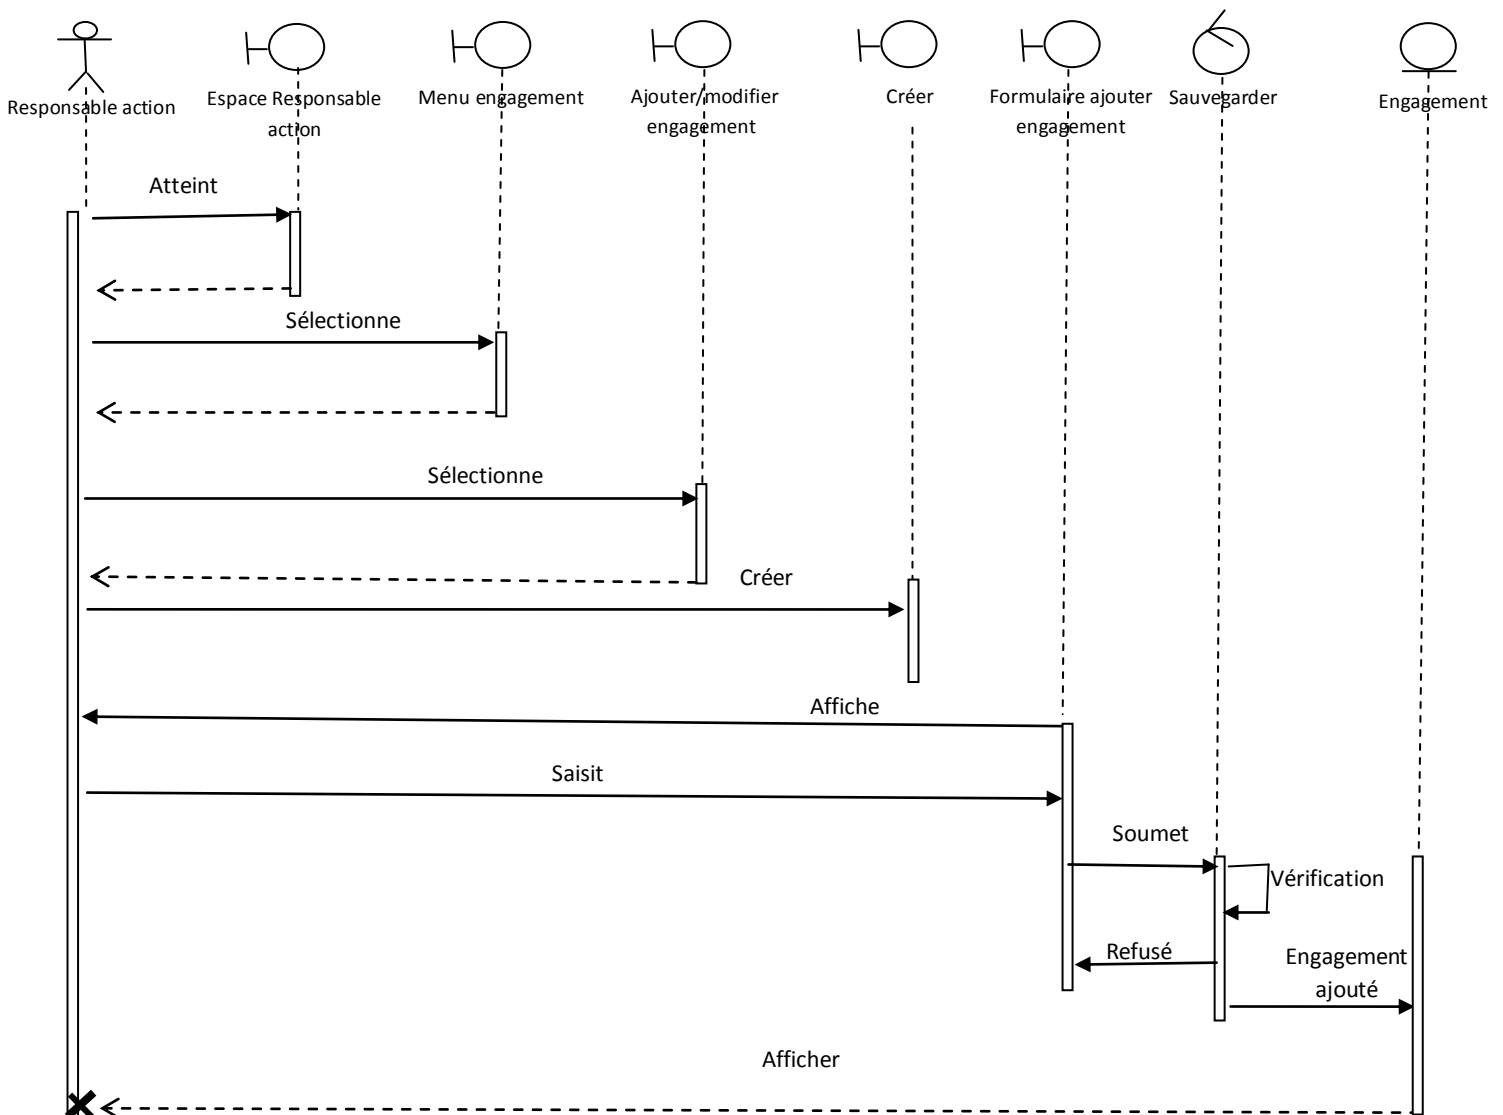 Responsable action
Espace Responsable
action
Menu engagement
Ajouter/modifier
engagement
Créer
Formulaire ajouter
engagement
Sauvegarder
Engagement
Atteint
Sélectionne
Sélectionne
Créer
Affiche
Saisit
Soumet
Vérification
Refusé
Engagement
ajouté
Afficher